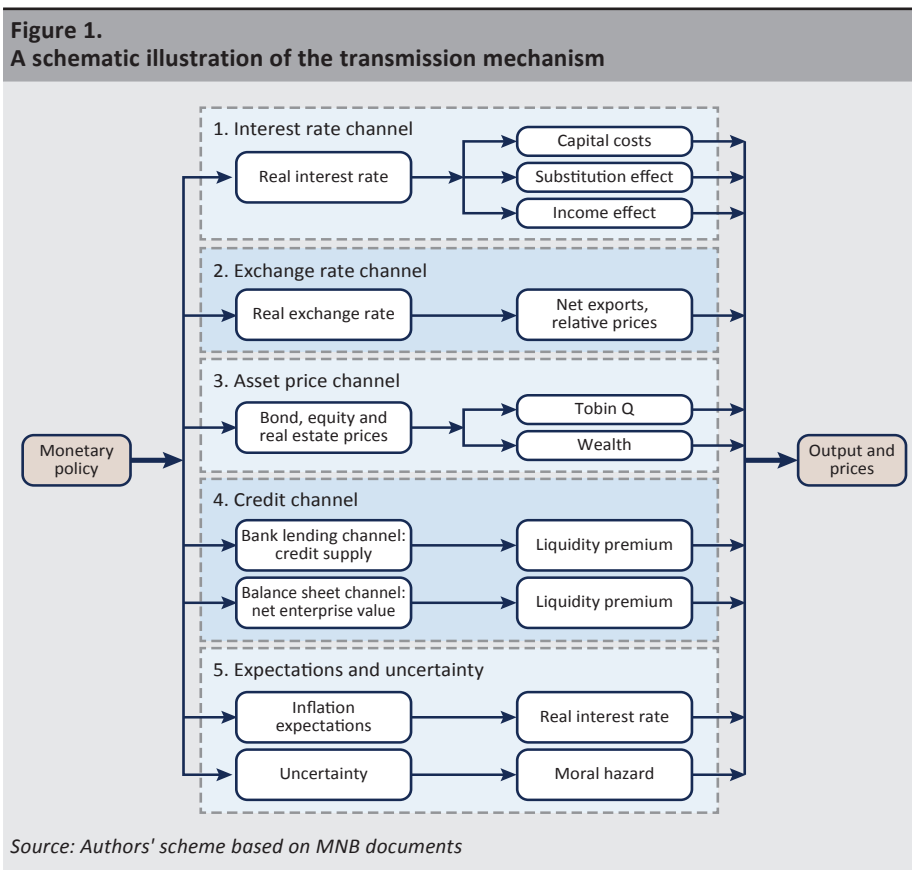 Figure 1.
A schematic illustration of the transmission mechanism
1. Interest rate channel
Real interest rate
Capital costs
Substitution effect
Income effect
2. Exchange rate channel
Real exchange rate
Net exports,
relative prices
3. Asset price channel
Bond, equity and
real estate prices
Tobin Q
Wealth
Monetary
policy
Output and
prices
4. Credit channel
Bank lending channel:
credit supply
Liquidity premium
Balance sheet channel:
net enterprise value
Liquidity premium
5. Expectations and uncertainty
Inflation
expectations
Real interest rate
Uncertainty
Moral hazard
Source: Authors' scheme based on MNB documents